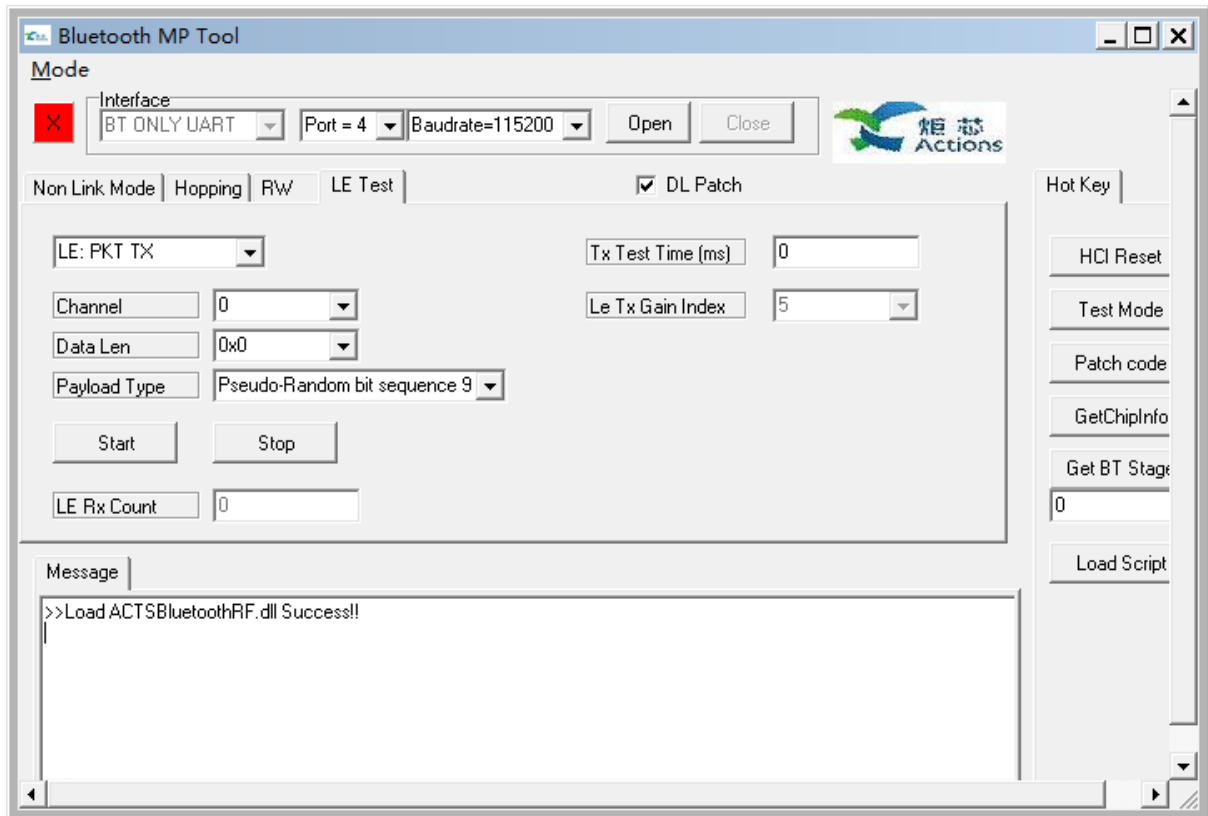 Bluetooth MP Tool
Mode
Interface
X
BT ONLY UART
Port = 4
Baudrate=115200
Open
Close
炬芯
Actions
Non Link Mode
Hopping
RW
LE Test
DL Patch
Hot Key
LE: PKT TX
Tx Test Time (ms)
0
HCI Reset
Channel
0
Le Tx Gain Index
5
Test Mode
Data Len
0x0
Patch code
Payload Type
Pseudo-Random bit sequence 9
GetChipInfo
Start
Stop
Get BT Stage
LE Rx Count
0
0
Load Script
Message
>>Load ACTSBluetoothRF.dll Success!!